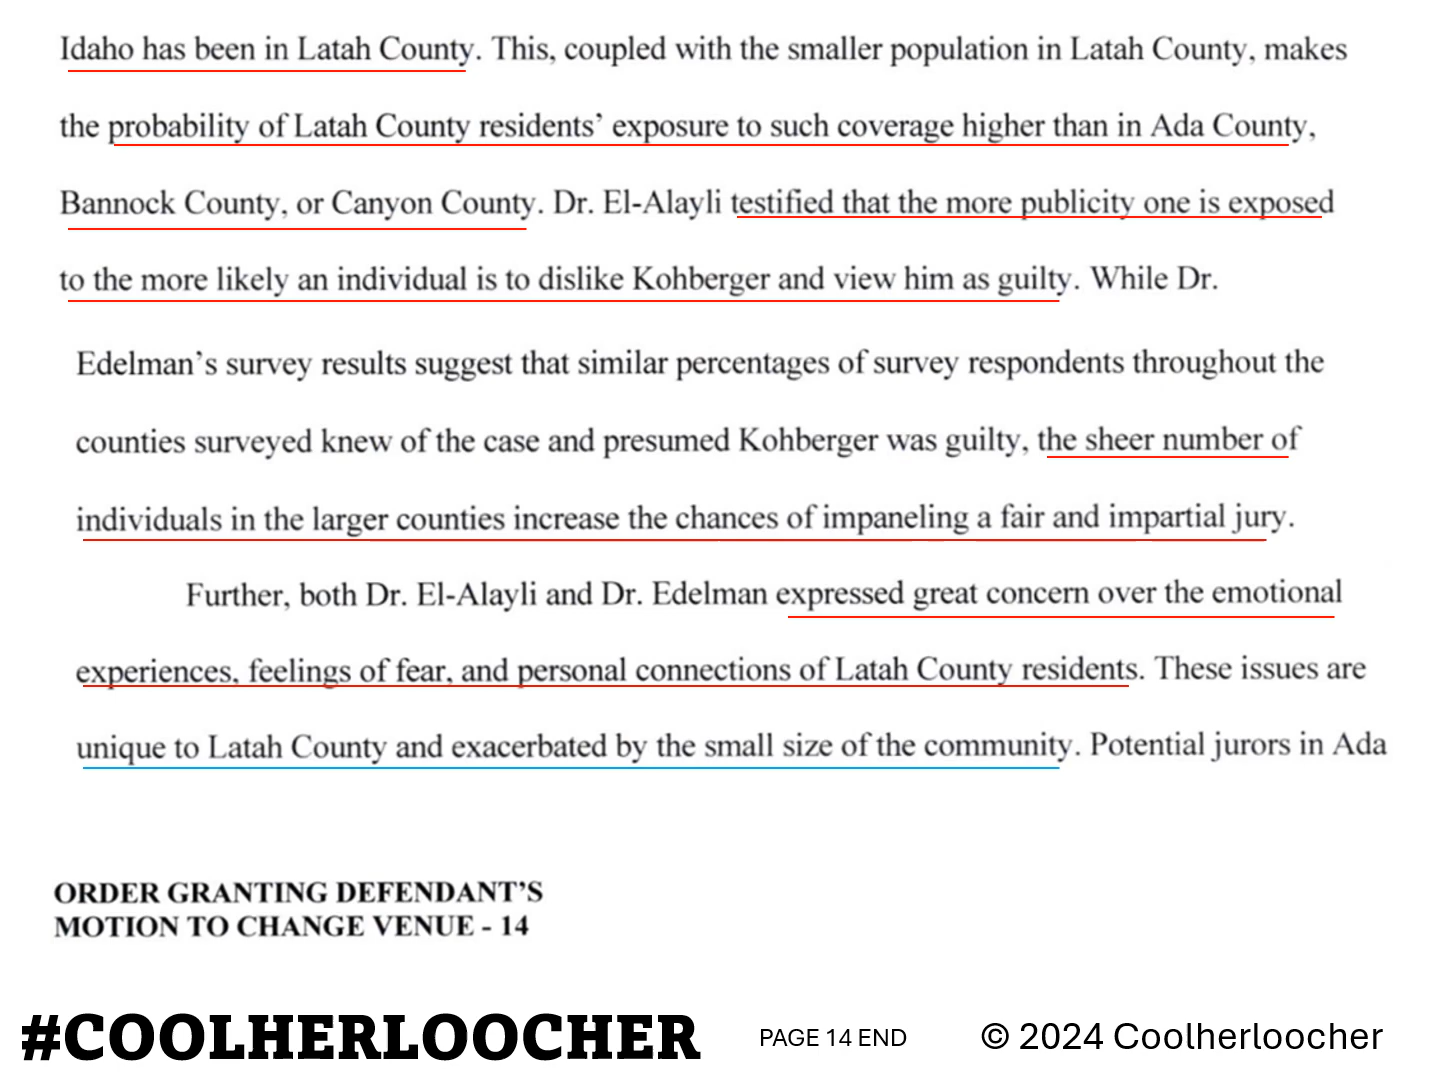 Idaho has been in Latah County. This, coupled with the smaller population in Latah County, makes
the probability of Latah County residents’ exposure to such coverage higher than in Ada County,
Bannock County, or Canyon County. Dr. El-Alayli testified that the more publicity one is exposed
to the more likely an individual is to dislike Kohberger and view him as guilty. While Dr.
Edelman’s survey results suggest that similar percentages of survey respondents throughout the
counties surveyed knew of the case and presumed Kohberger was guilty, the sheer number of
individuals in the larger counties increase the chances of impaneling a fair and impartial jury.
Further, both Dr. El-Alayli and Dr. Edelman expressed great concern over the emotional
experiences, feelings of fear, and personal connections of Latah County residents. These issues are
unique to Latah County and exacerbated by the small size of the community. Potential jurors in Ada
ORDER GRANTING DEFENDANT’S
MOTION TO CHANGE VENUE - 14
#COOLHERLOOCHER PAGE 14 END © 2024 Coolherloocher